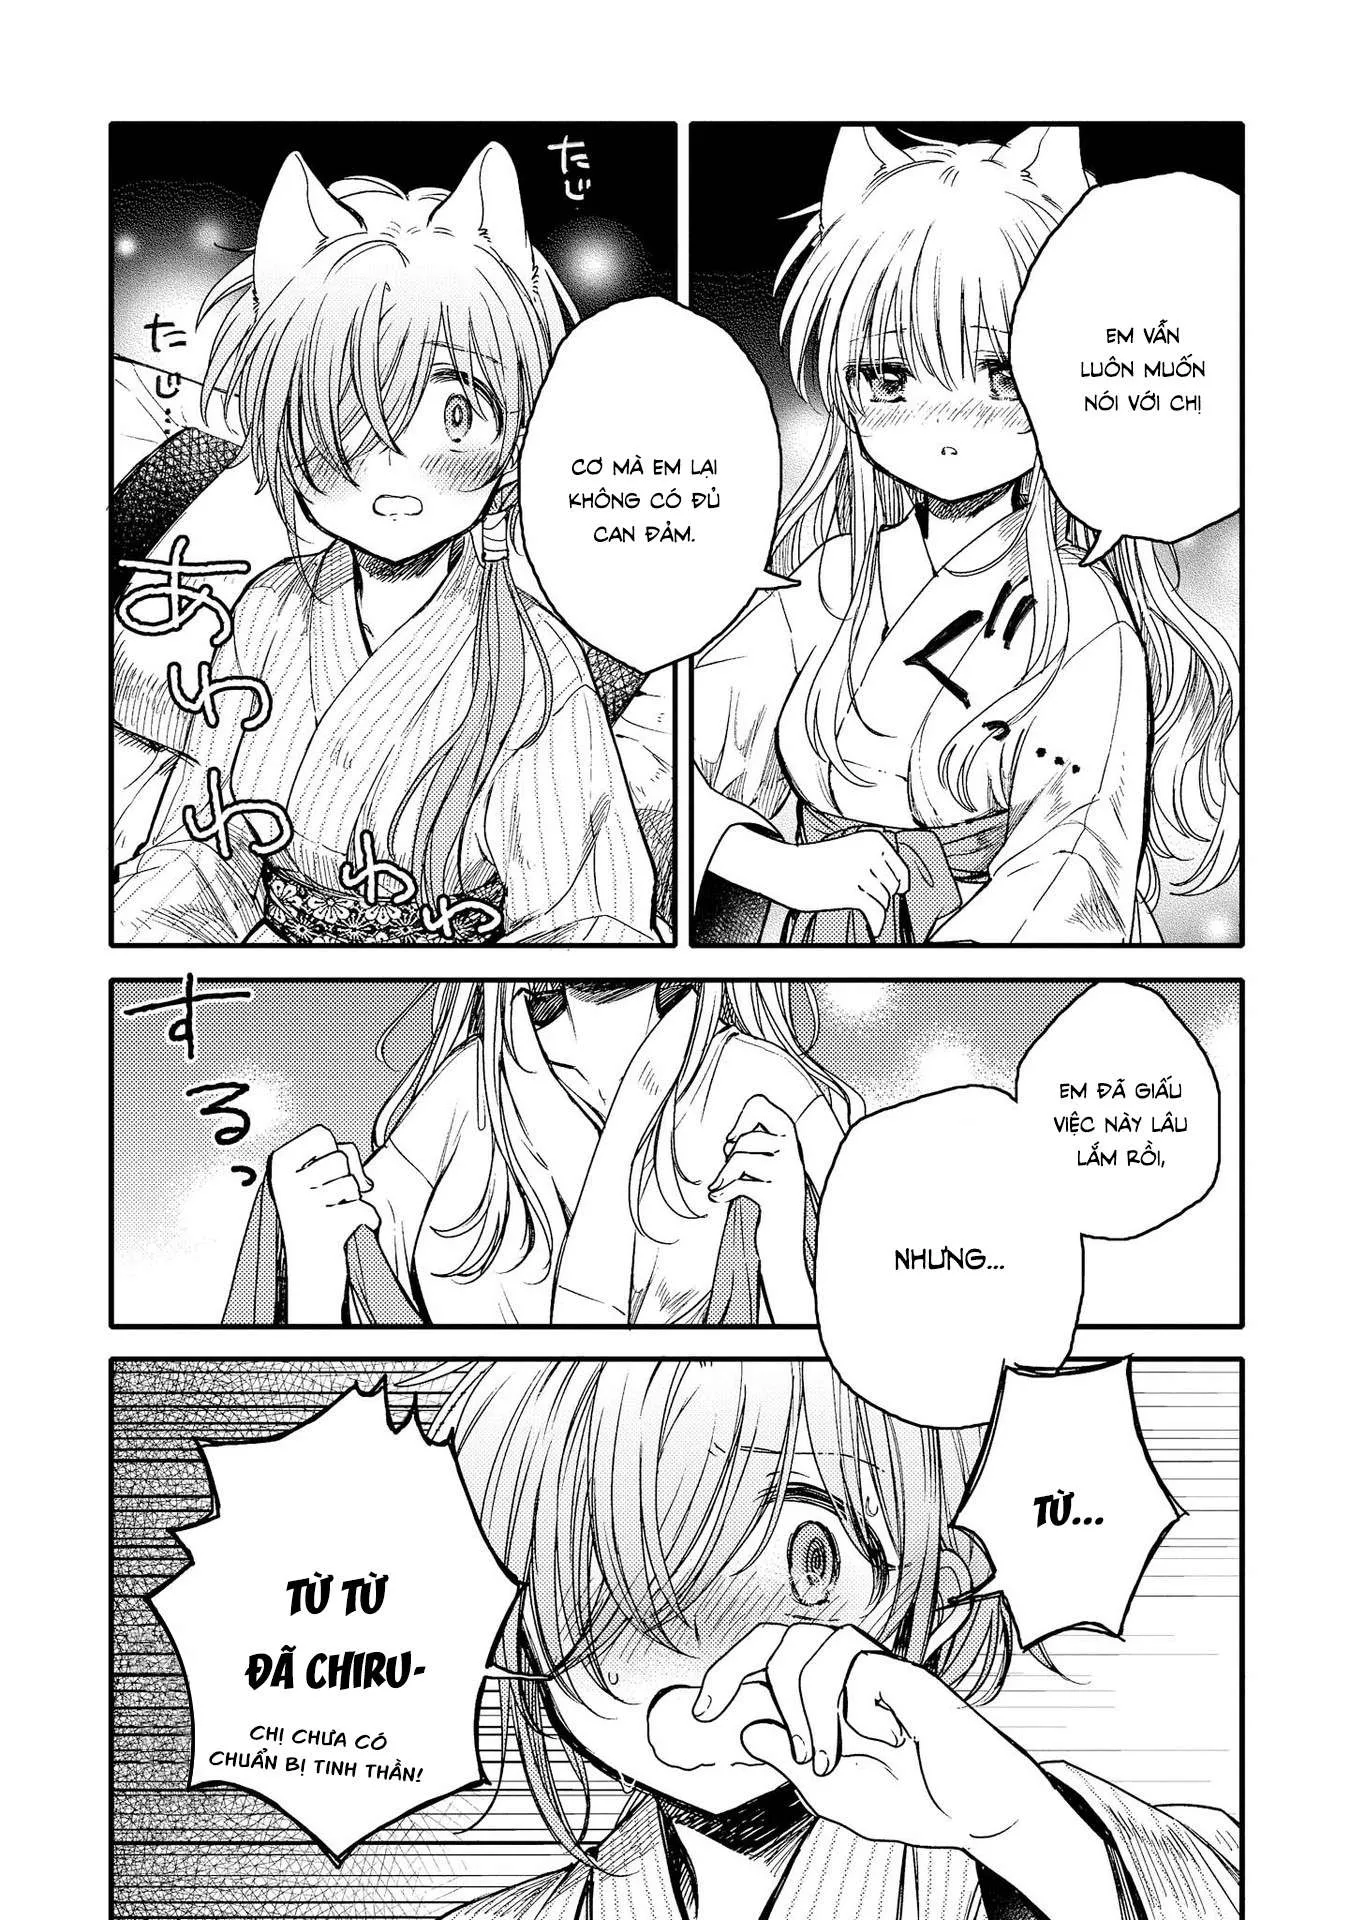 EM VẪN
LUÔN MUỐN
NÓI VỚI CHỊ
ぐ
っ…
たじ
CƠ MÀ EM LẠI
KHÔNG CÓ ĐỦ
CAN ĐẢM.
たじ……
あわわわわ
EM ĐÃ GIẤU
VIỆC NÀY LÂU
LẮM RỒI,
NHƯNG...
するっ
TỪ...
TỪ TỪ
ĐÃ CHIRU-
CHỊ CHƯA CÓ
CHUẨN BỊ TINH THẦN!